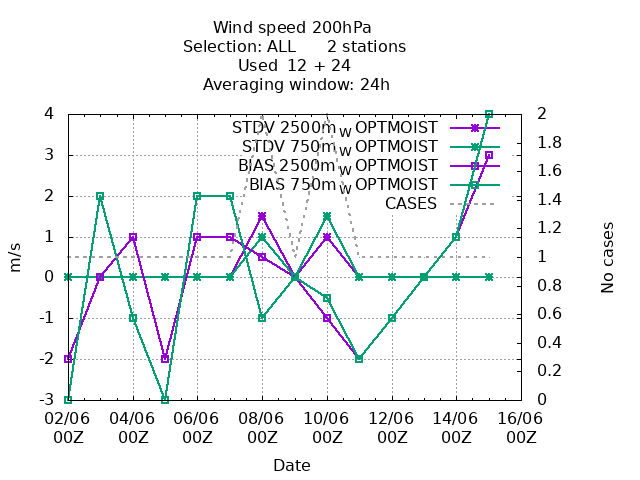 Wind speed 200hPa
Selection: ALL 2 stations
Used 12 + 24
Averaging window: 24h
STDV 2500m_W OPTMOIST
STDV 750m_W OPTMOIST
BIAS 2500m_W OPTMOIST
BIAS 750m_W OPTMOIST
CASES
m/s
4
3
2
1
0
-1
-2
-3
No cases
2
1.8
1.6
1.4
1.2
1
0.8
0.6
0.4
0.2
0
02/06 04/06 06/06 08/06 10/06 12/06 14/06 16/06
00Z 00Z 00Z 00Z 00Z 00Z 00Z 00Z
Date